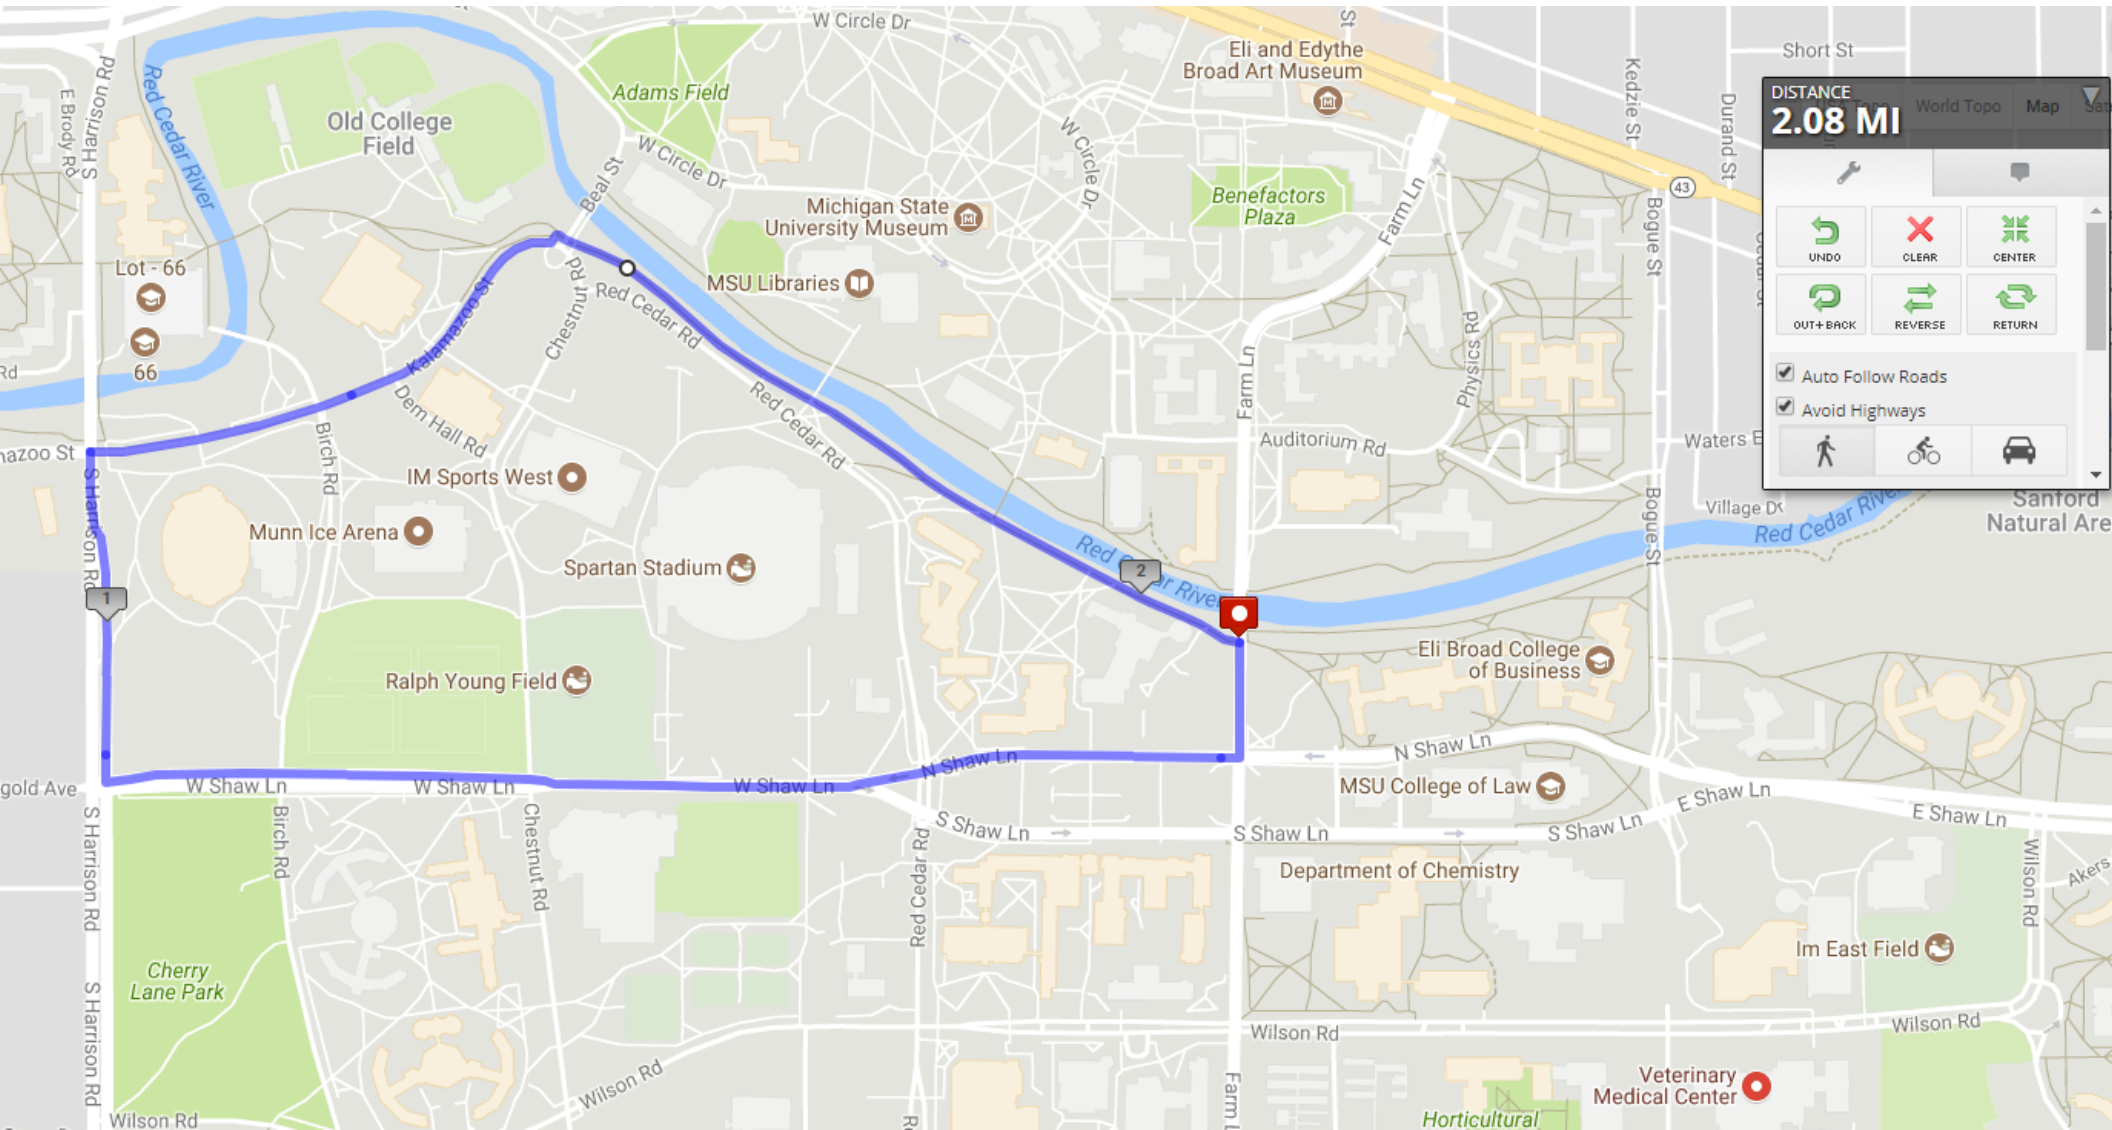 W Circle Dr
St
Short St
Eli and Edythe
Broad Art Museum
Kedzie St
Durand St
S Harrison Rd
E Brody Rd
S H
Red Cedar River
Adams Field
Old College
Field
W Circle Dr
W Circle Dr
Beal St
DISTANCE
2.08 MI
World Topo
Map
UNDO
CLEAR
CENTER
OUT+BACK
REVERSE
RETURN
Auto Follow Roads
Avoid Highways
43
Benefactors
Plaza
Michigan State
University Museum
Farm Ln
Bogue St
Lot - 66
MSU Libraries
Chestnut Rd
Red Cedar Rd
Kalamazoo St
66
Rd
Physics Rd
Farm Ln
Red Cedar Rd
Dem Hall Rd
Birch Rd
Auditorium Rd
Waters E
nazoo St
IM Sports West
S Harrison Rd
Munn Ice Arena
Spartan Stadium
Bogue St
Village Dr
Red Cedar River
Sanford
Natural Are
Red Cedar River
1
2
Ralph Young Field
Eli Broad College
of Business
N Shaw Ln
N Shaw Ln
gold Ave
W Shaw Ln
W Shaw Ln
W Shaw Ln
MSU College of Law
E Shaw Ln
E Shaw Ln
S Shaw Ln
S Shaw Ln
S Shaw Ln
S Harrison Rd
Birch Rd
Chestnut Rd
Red Cedar Rd
Department of Chemistry
Wilson Rd
Akers
Im East Field
Cherry
Lane Park
S Harrison Rd
Wilson Rd
Wilson Rd
Wilson Rd
Wilson Rd
Farm L
Veterinary
Medical Center
Horticultural